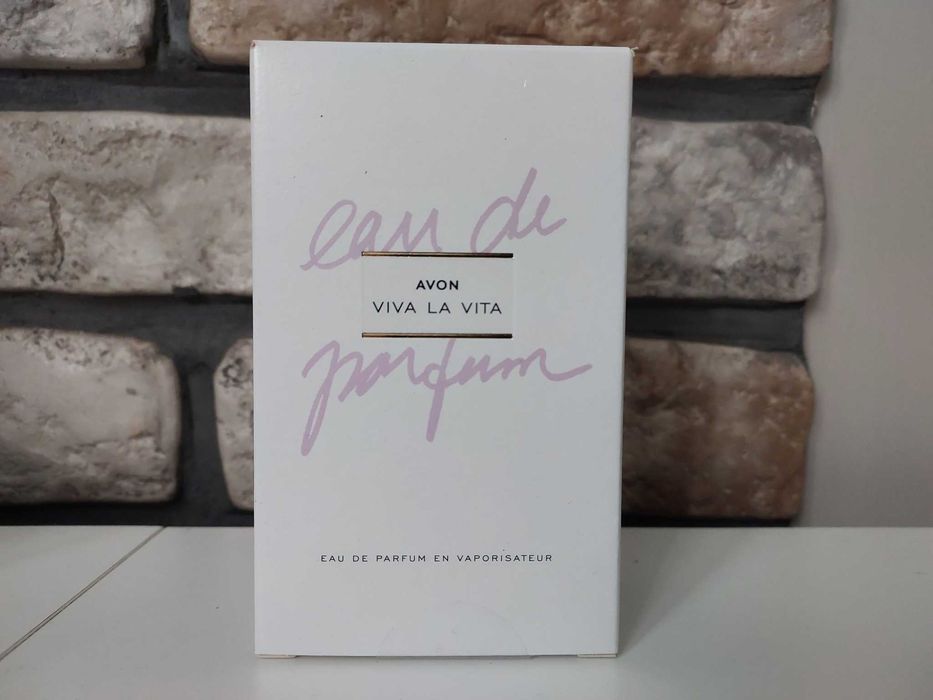 eau de
AVON
VIVA LA VITA
parfum
EAU DE PARFUM EN VAPORISATEUR